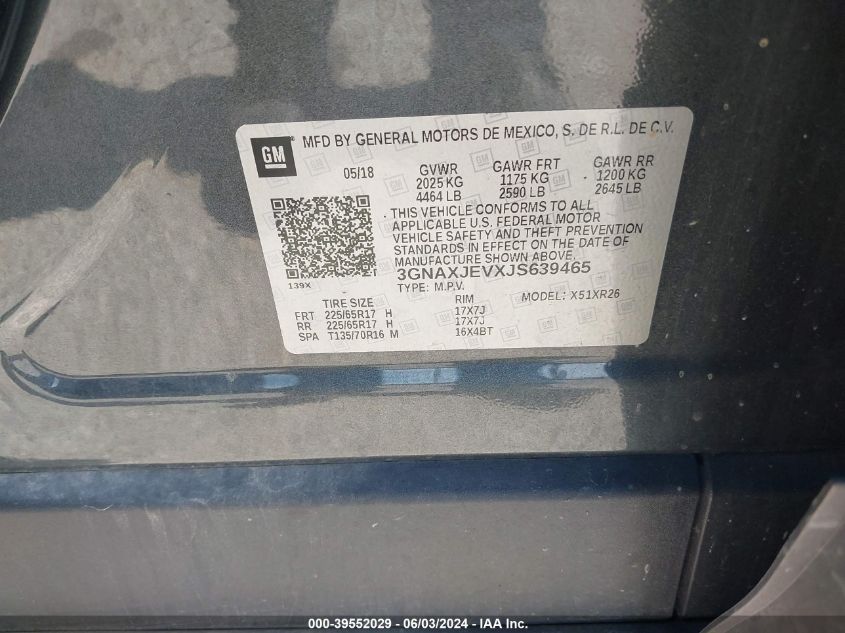 GM
MFD BY GENERAL MOTORS DE MEXICO, S. DE R.L. DE C.V.
05/18 GVWR GAWR FRT GAWR RR
2025 KG 1175 KG 1200 KG
4464 LB 2590 LB 2645 LB
THIS VEHICLE CONFORMS TO ALL
APPLICABLE U.S. FEDERAL MOTOR
VEHICLE SAFETY AND THEFT PREVENTION
STANDARDS IN EFFECT ON THE DATE OF
MANUFACTURE SHOWN ABOVE.
3GNAXJEVXJS639465
139X TYPE: M.P.V. MODEL: X51XR26
TIRE SIZE RIM
FRT 225/65R17 H 17X7J
RR 225/65R17 H 17X7J
SPA T135/70R16 M 16X4BT
000-39552029 - 06/03/2024 - All Copyrights © 2024 - IAA, Inc.